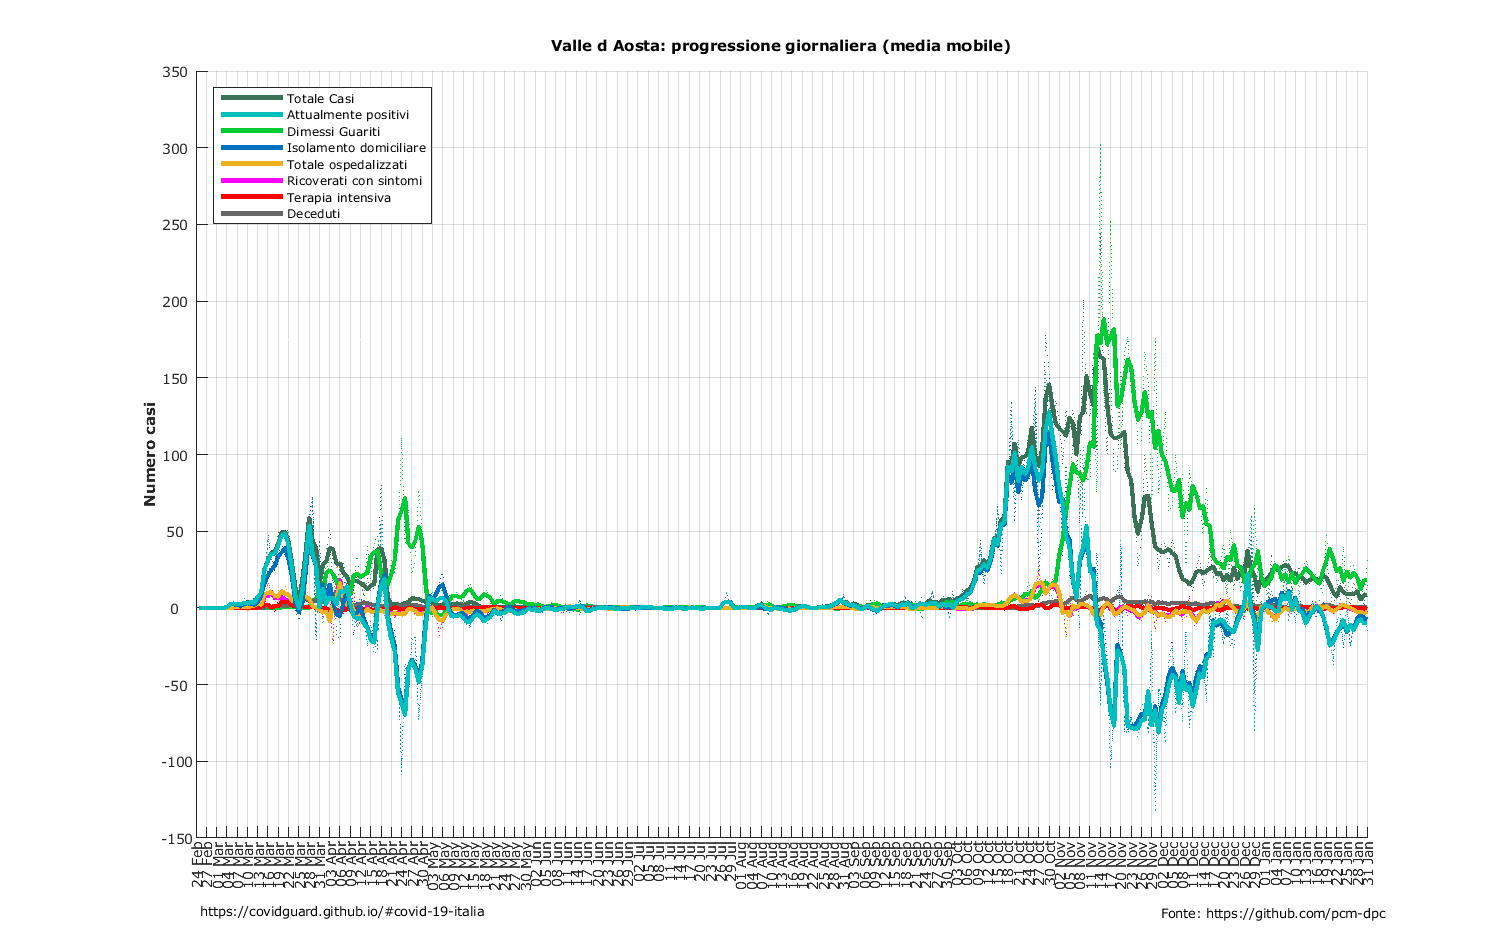 Valle d Aosta: progressione giornaliera (media mobile)
350
300
250
200
150
100
50
0
-50
-100
-150
Numero casi
Totale Casi
Attualmente positivi
Dimessi Guariti
Isolamento domiciliare
Totale ospedalizzati
Ricoverati con sintomi
Terapia intensiva
Deceduti
24 Feb
27 Feb
01 Mar
04 Mar
07 Mar
10 Mar
13 Mar
16 Mar
19 Mar
22 Mar
25 Mar
28 Mar
31 Mar
03 Apr
06 Apr
09 Apr
12 Apr
15 Apr
18 Apr
21 Apr
24 Apr
27 Apr
30 Apr
03 May
06 May
09 May
12 May
15 May
18 May
21 May
24 May
27 May
30 May
02 Jun
05 Jun
08 Jun
11 Jun
14 Jun
17 Jun
20 Jun
23 Jun
26 Jun
29 Jun
02 Jul
05 Jul
08 Jul
11 Jul
14 Jul
17 Jul
20 Jul
23 Jul
26 Jul
29 Jul
01 Aug
04 Aug
07 Aug
10 Aug
13 Aug
16 Aug
19 Aug
22 Aug
25 Aug
28 Aug
31 Aug
03 Sep
06 Sep
09 Sep
12 Sep
15 Sep
18 Sep
21 Sep
24 Sep
27 Sep
30 Sep
03 Oct
06 Oct
09 Oct
12 Oct
15 Oct
18 Oct
21 Oct
24 Oct
27 Oct
30 Oct
02 Nov
05 Nov
08 Nov
11 Nov
14 Nov
17 Nov
20 Nov
23 Nov
26 Nov
29 Nov
02 Dec
05 Dec
08 Dec
11 Dec
14 Dec
17 Dec
20 Dec
23 Dec
26 Dec
29 Dec
01 Jan
04 Jan
07 Jan
10 Jan
13 Jan
16 Jan
19 Jan
22 Jan
25 Jan
28 Jan
31 Jan
https://covidguard.github.io/#covid-19-italia
Fonte: https://github.com/pcm-dpc